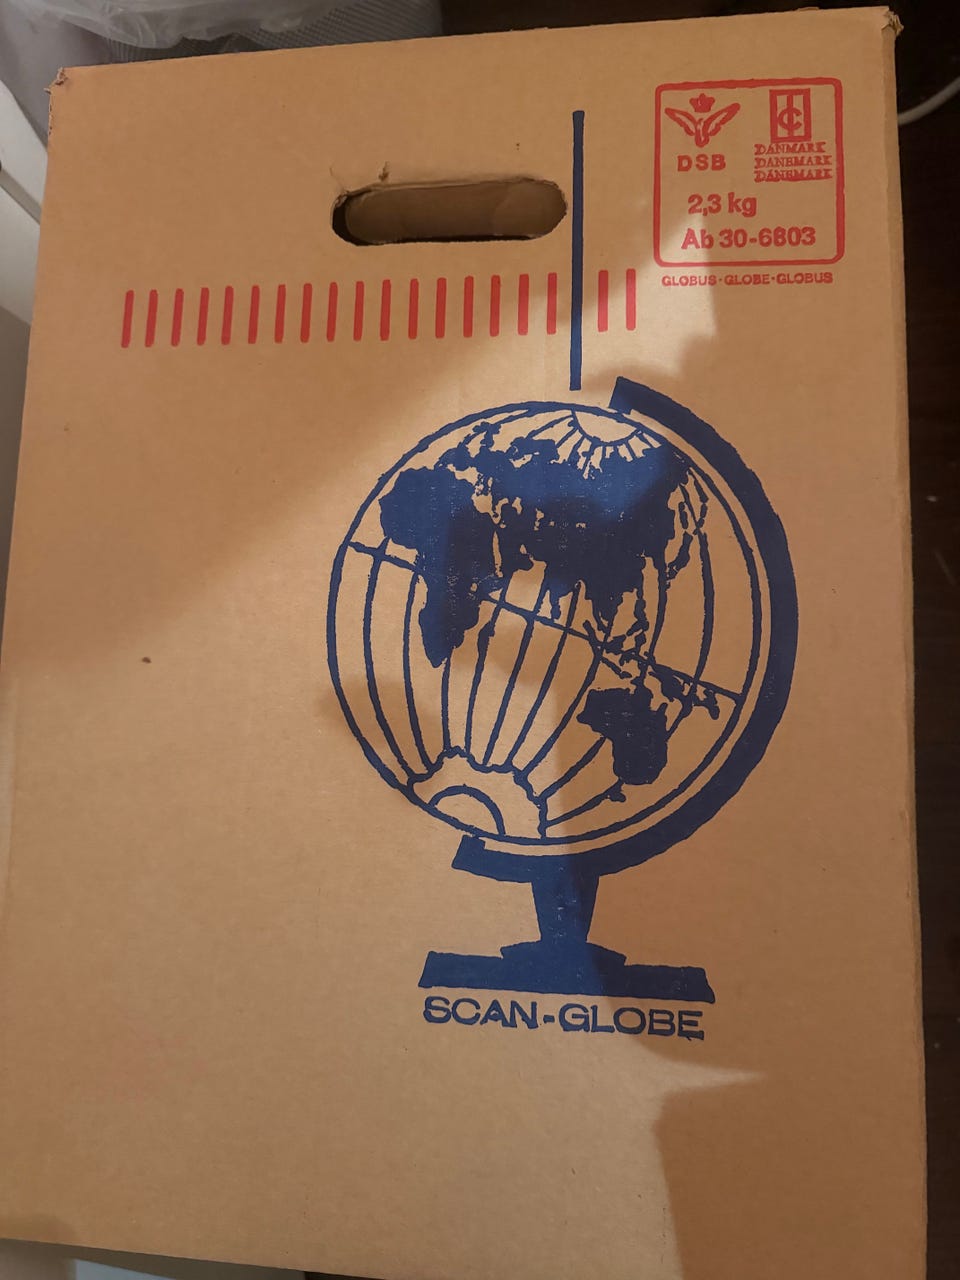 DSB
DANMARK
DANEMARK
DÄNEMARK
2,3 kg
Ab 30-6803
GLOBUS·GLOBE·GLOBUS
SCAN-GLOBE